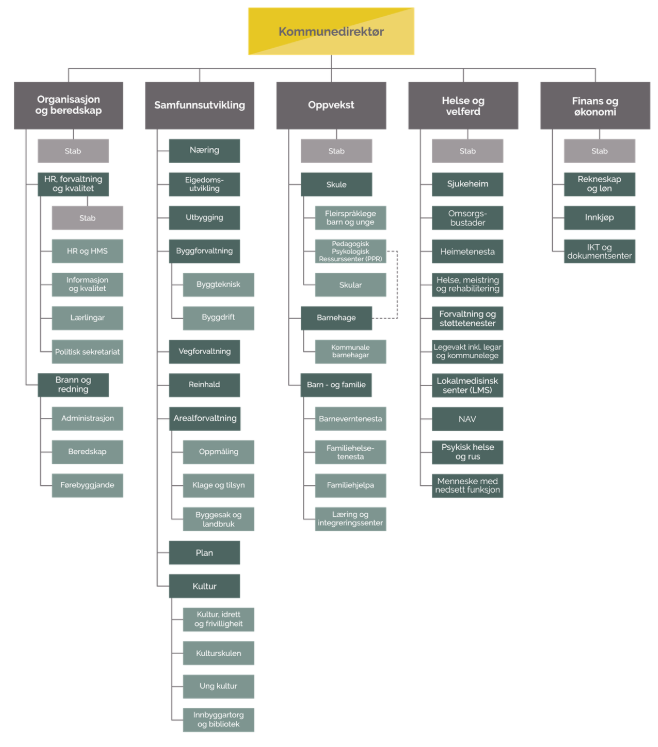 Kommunedirektør
Organisasjon
og beredskap
Stab
HR, forvaltning
og kvalitet
Stab
HR og HMS
Informasjon
og kvalitet
Lærlingar
Politisk sekretariat
Brann og
redning
Administrasjon
Beredskap
Førebyggjande
Samfunnsutvikling
Næring
Eigedoms-
utvikling
Utbygging
Byggforvaltning
Byggteknisk
Byggdrift
Vegforvaltning
Reinhald
Arealforvaltning
Oppmåling
Klage og tilsyn
Byggesak og
landbruk
Plan
Kultur
Kultur, idrett
og frivilligheit
Kulturskulen
Ung kultur
Innbyggartorg
og bibliotek
Oppvekst
Stab
Skule
Fleirspråklege
barn og unge
Pedagogisk
Psykologisk
Ressurssenter (PPR)
Skular
Barnehage
Kommunale
barnehagar
Barn - og familie
Barneverntenesta
Familiehelse-
tenesta
Familiehjelpa
Læring og
integreringssenter
Helse og
velferd
Stab
Sjukeheim
Omsorgs-
bustader
Heimetenesta
Helse, meistring
og rehabilitering
Forvaltning og
støttetenester
Legevakt inkl. legar
og kommunelege
Lokalmedisinsk
senter (LMS)
NAV
Psykisk helse
og rus
Menneske med
nedsett funksjon
Finans og
økonomi
Stab
Rekneskap
og løn
Innkjøp
IKT og
dokumentsenter